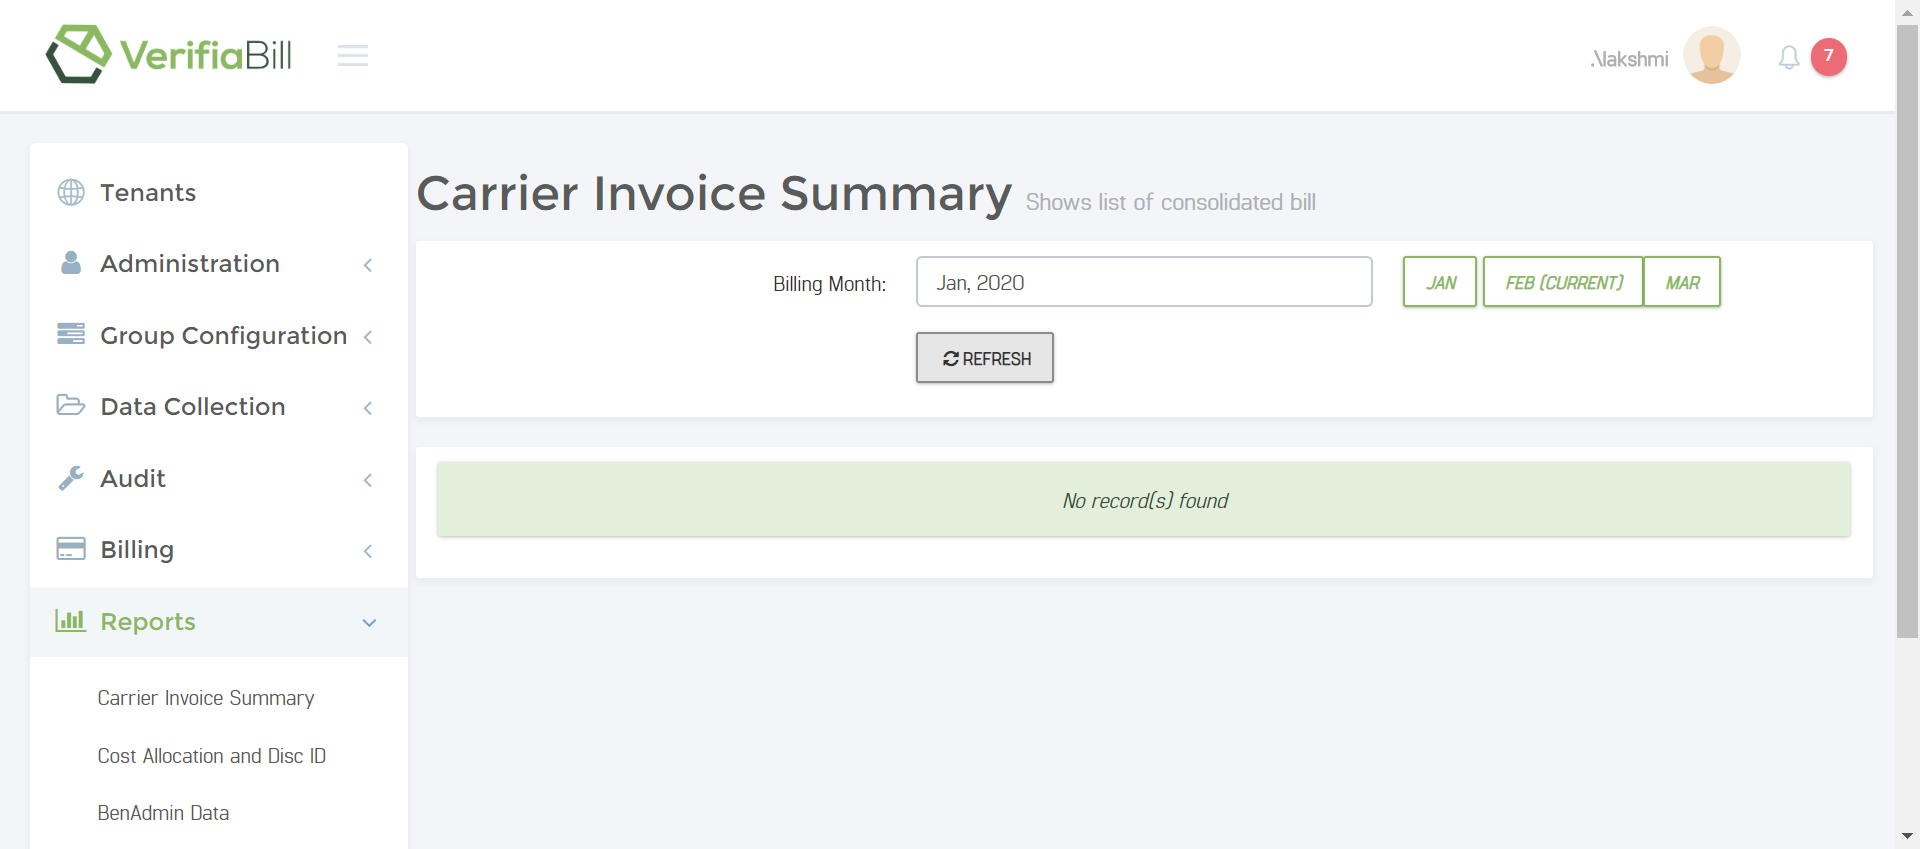 VerifiaBill
.\lakshmi
7
Tenants
Administration
Group Configuration
Data Collection
Audit
Billing
Reports
Carrier Invoice Summary
Cost Allocation and Disc ID
BenAdmin Data
Carrier Invoice Summary Shows list of consolidated bill
Billing Month: Jan, 2020 JAN FEB (CURRENT) MAR
REFRESH
No record(s) found